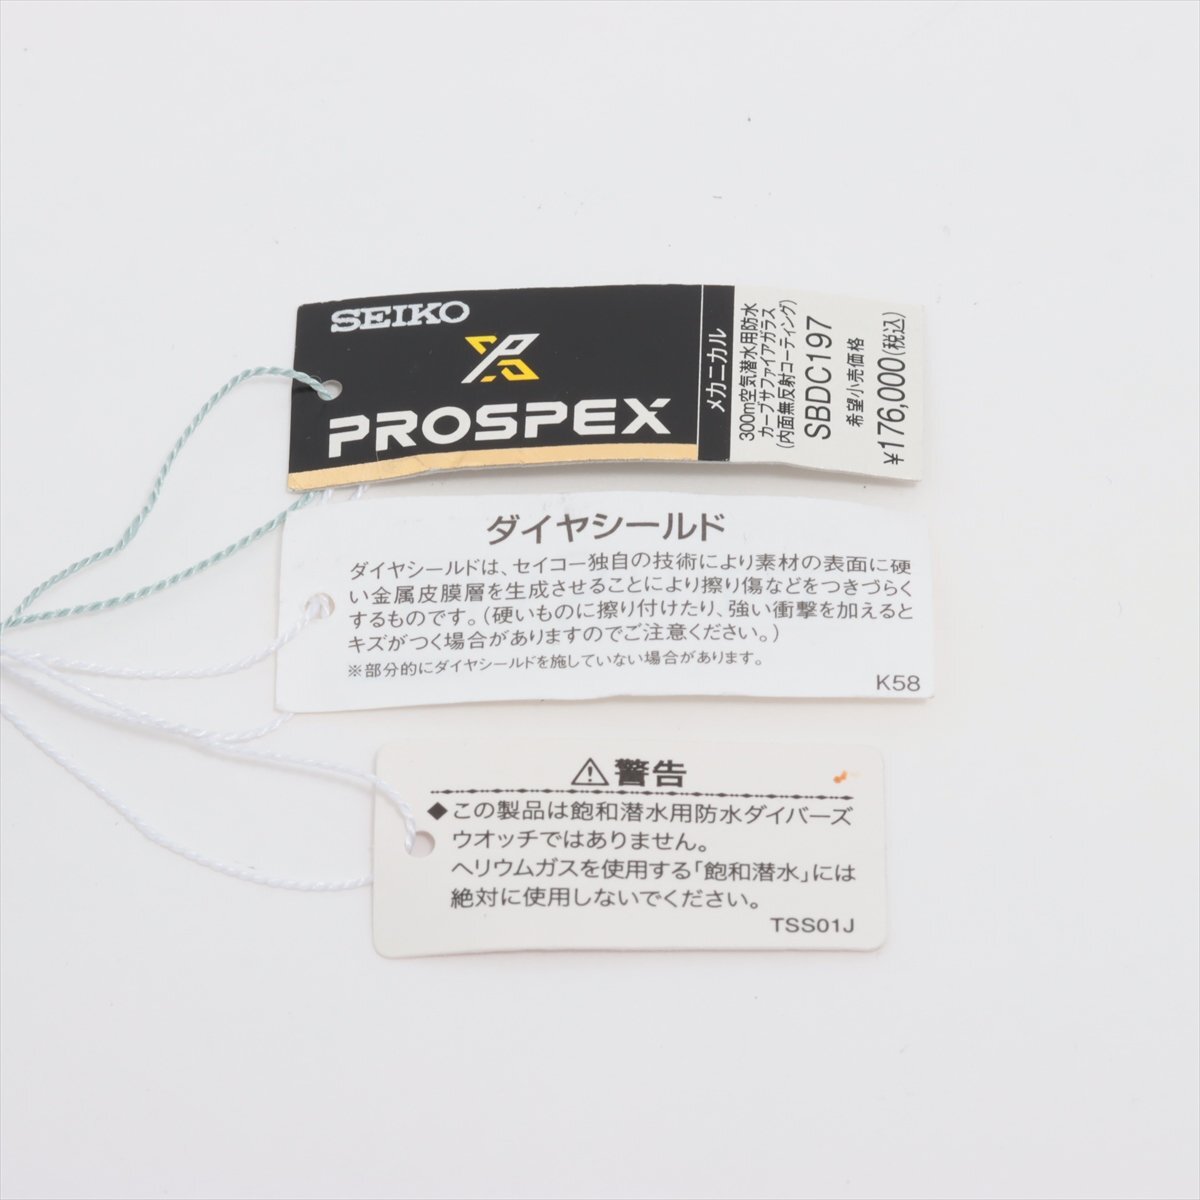 SEIKO
PROSPEX
メカニカル
300m空気潜水用防水
カーブサファイアガラス
(内面無反射コーティング)
SBDC197
希望小売価格
¥176,000(税込)
ダイヤシールド
ダイヤシールドは、セイコー独自の技術により素材の表面に硬
い金属皮膜層を生成させることにより擦り傷などをつきづらく
するものです。(硬いものに擦り付けたり、強い衝撃を加えると
キズがつく場合がありますのでご注意ください。)
※部分的にダイヤシールドを施していない場合があります。
K58
⚠警告
◆この製品は飽和潜水用防水ダイバーズ
ウオッチではありません。
ヘリウムガスを使用する「飽和潜水」には
絶対に使用しないでください。
TSS01J